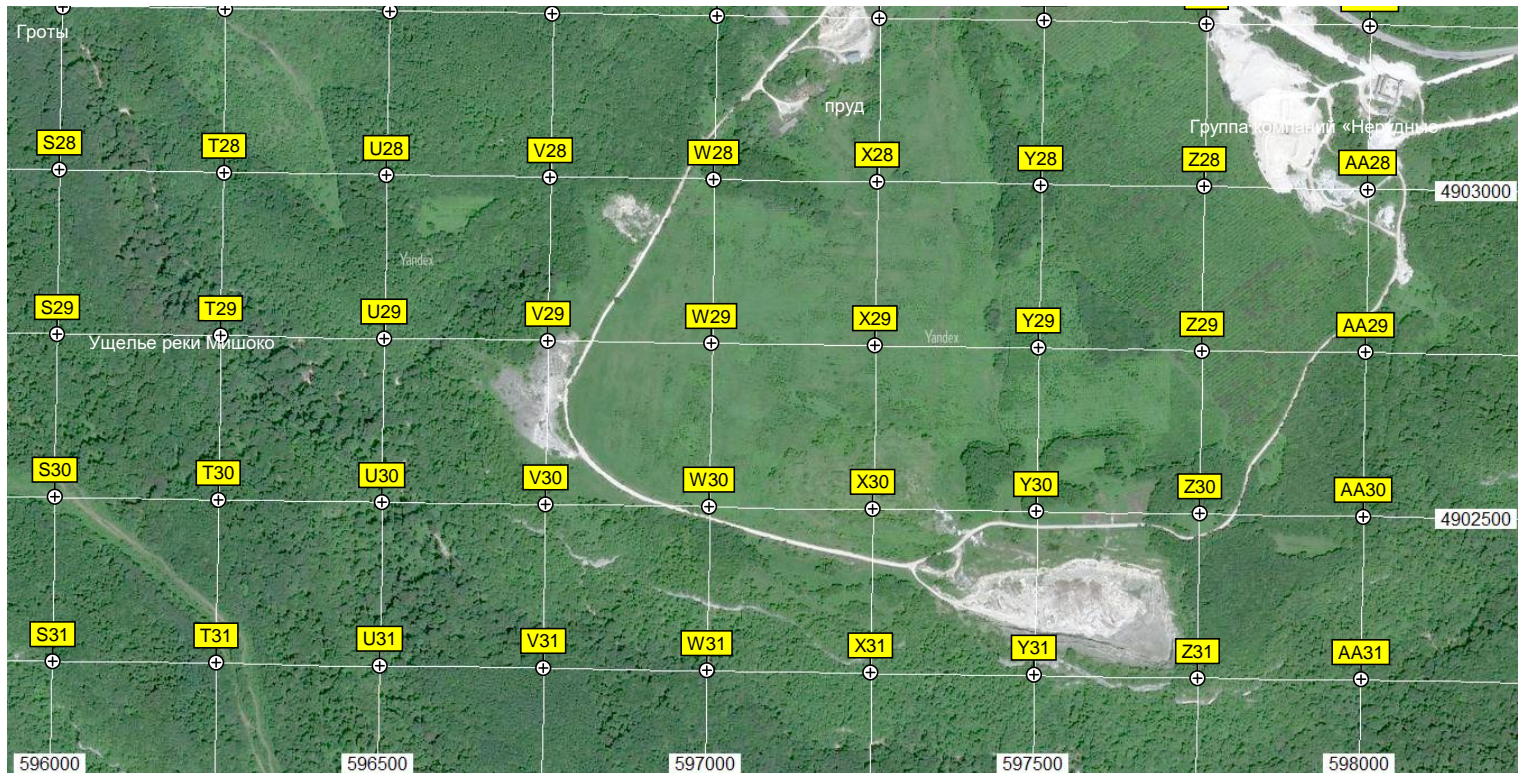 Гроты
пруд
Группа компаний «Нерудные
S28
T28
U28
V28
W28
X28
Y28
Z28
AA28
4903000
Yandex
S29
T29
U29
V29
W29
X29
Y29
Z29
AA29
Ущелье реки Мишоко
Yandex
S30
T30
U30
V30
W30
X30
Y30
Z30
AA30
4902500
S31
T31
U31
V31
W31
X31
Y31
Z31
AA31
596000
596500
597000
597500
598000